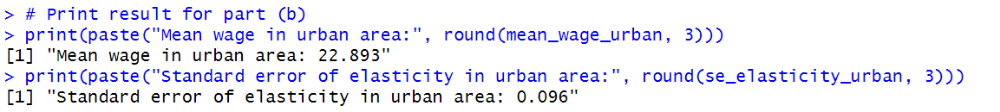 > # Print result for part (b)
> print(paste("Mean wage in urban area:", round(mean_wage_urban, 3)))
[1] "Mean wage in urban area: 22.893"
> print(paste("Standard error of elasticity in urban area:", round(se_elasticity_urban, 3)))
[1] "Standard error of elasticity in urban area: 0.096"